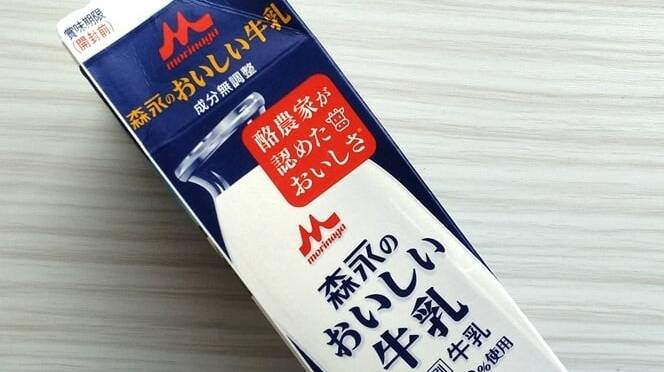 賞味期限
(開封前)
morinaga
森永のおいしい牛乳
成分無調整
酪農家が
認めた
おいしさ
morinaga
森永の
おいしい
牛乳
牛乳
%使用